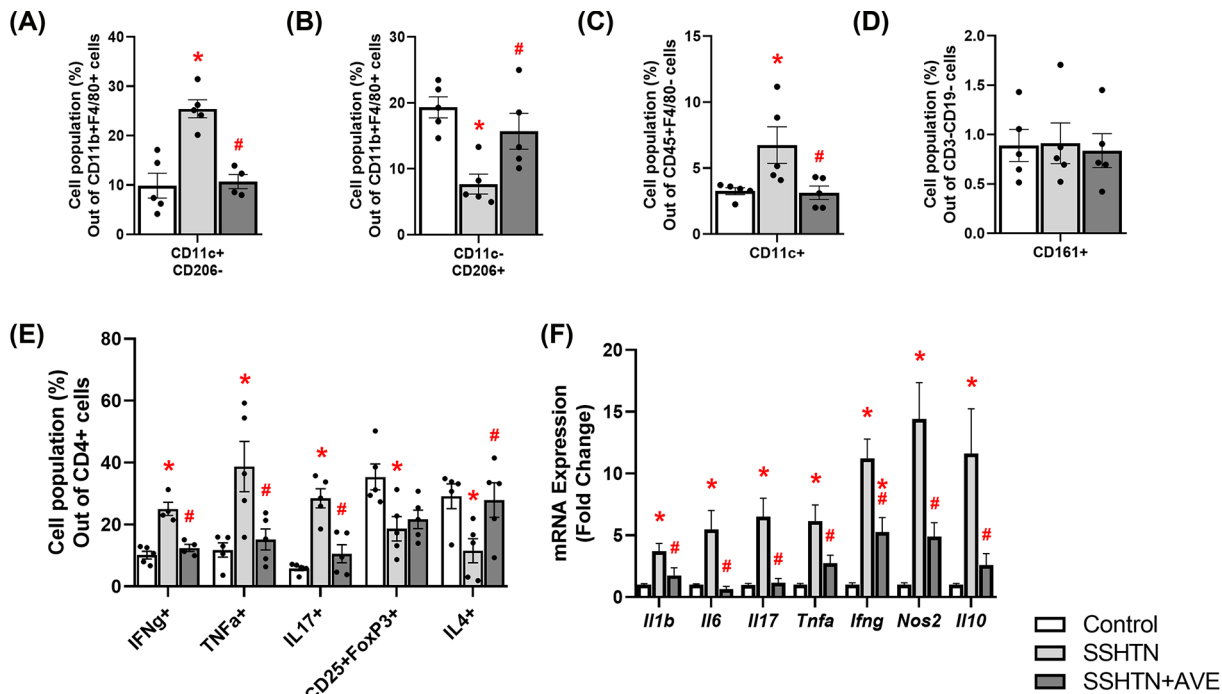 (A)
Cell population (%)
Out of CD11b+F4/80+ cells
40
30
20
10
0
*
#
CD11c+
CD206-
(B)
Cell population (%)
Out of CD11b+F4/80+ cells
30
20
10
0
*
#
CD11c-
CD206+
(C)
Cell population (%)
Out of CD45+F4/80- cells
15
10
5
0
*
#
CD11c+
(D)
Cell population (%)
Out of CD3-CD19- cells
2.0
1.5
1.0
0.5
0.0
CD161+
(E)
Cell population (%)
Out of CD4+ cells
80
60
40
20
0
*
#
*
#
*
#
*
*
#
IFNg+
TNFa+
IL17+
CD25+FoxP3+
IL4+
(F)
mRNA Expression
(Fold Change)
20
15
10
5
0
*
#
*
#
*
#
*
#
*
*
#
*
#
*
#
Il1b
Il6
Il17
Tnfa
Ifng
Nos2
Il10
Control
SSHTN
SSHTN+AVE